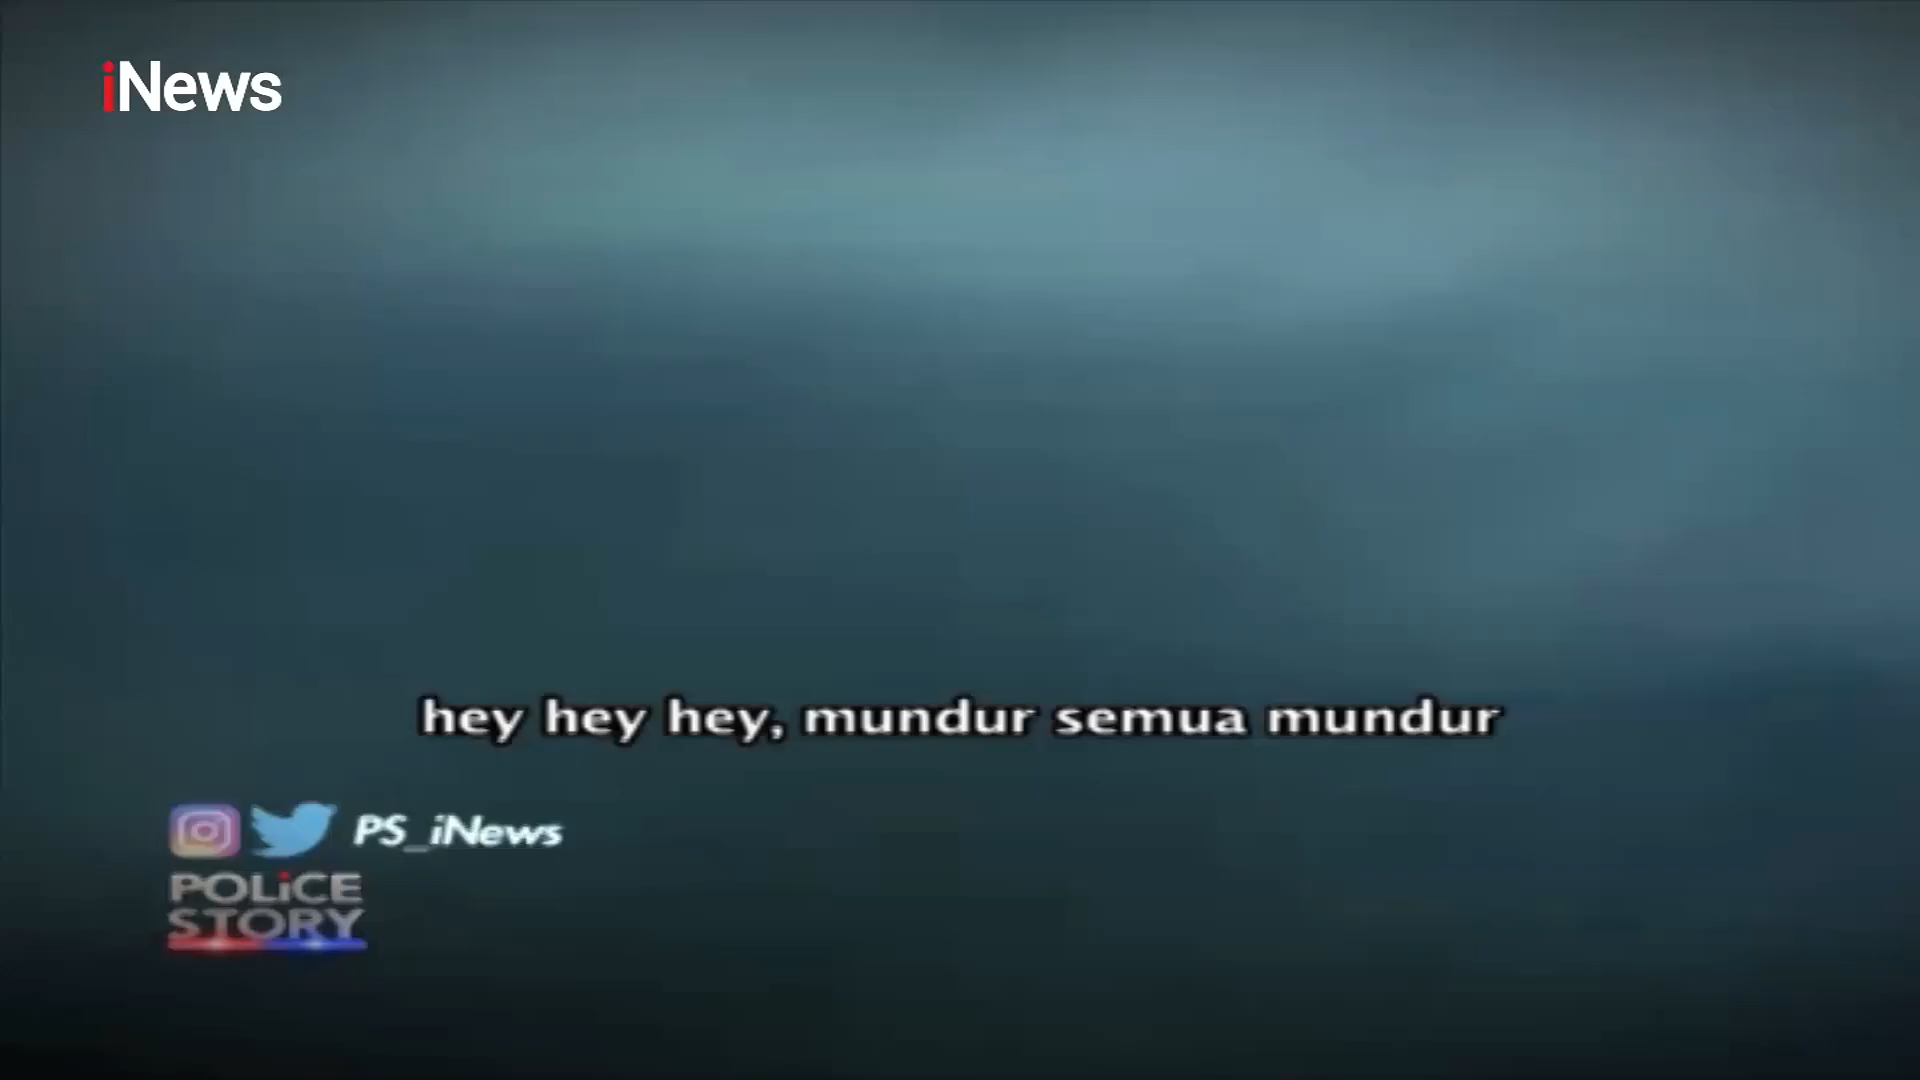 iNews
hey hey hey, mundur semua mundur
PS_iNews
POLiCE
STORY